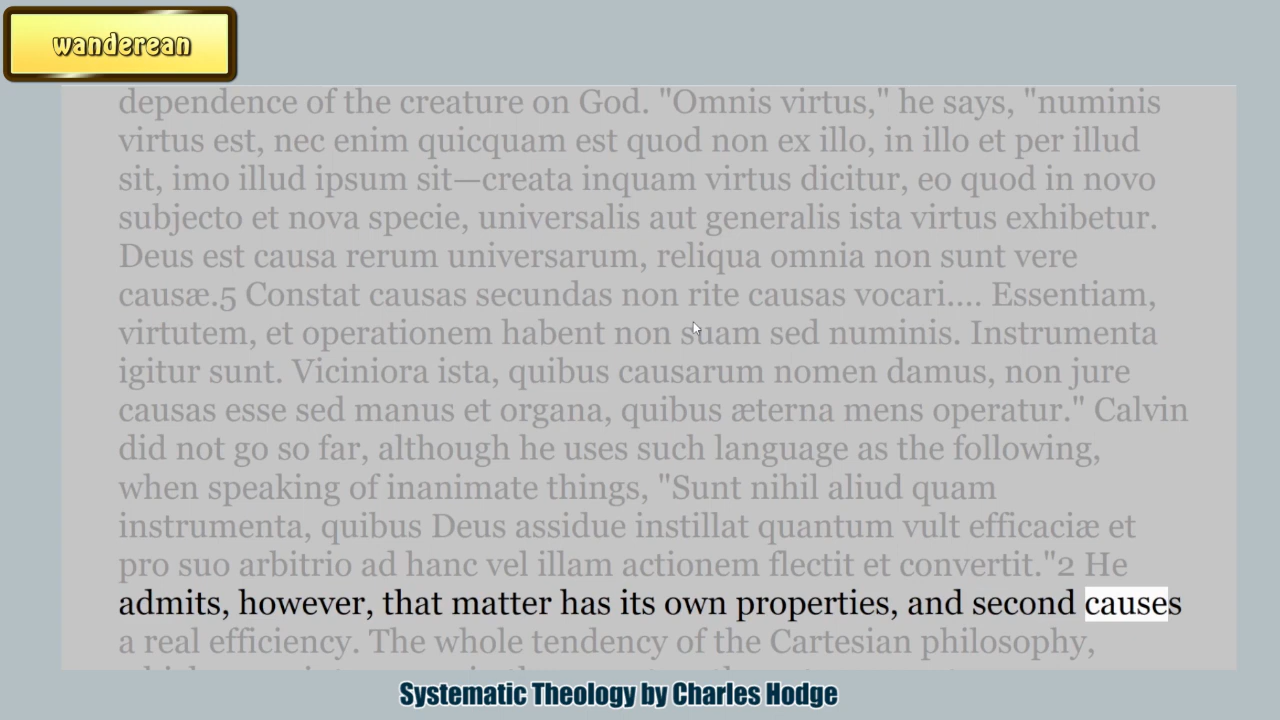 wanderean
dependence of the creature on God. "Omnis virtus," he says, "numinis
virtus est, nec enim quicquam est quod non ex illo, in illo et per illud
sit, imo illud ipsum sit—creata inquam virtus dicitur, eo quod in novo
subjecto et nova specie, universalis aut generalis ista virtus exhibetur.
Deus est causa rerum universarum, reliqua omnia non sunt vere
causæ.5 Constat causas secundas non rite causas vocari.... Essentiam,
virtutem, et operationem habent non suam sed numinis. Instrumenta
igitur sunt. Viciniora ista, quibus causarum nomen damus, non jure
causas esse sed manus et organa, quibus æterna mens operatur." Calvin
did not go so far, although he uses such language as the following,
when speaking of inanimate things, "Sunt nihil aliud quam
instrumenta, quibus Deus assidue instillat quantum vult efficaciæ et
pro suo arbitrio ad hanc vel illam actionem flectit et convertit."2 He
admits, however, that matter has its own properties, and second causes
a real efficiency. The whole tendency of the Cartesian philosophy,
Systematic Theology by Charles Hodge